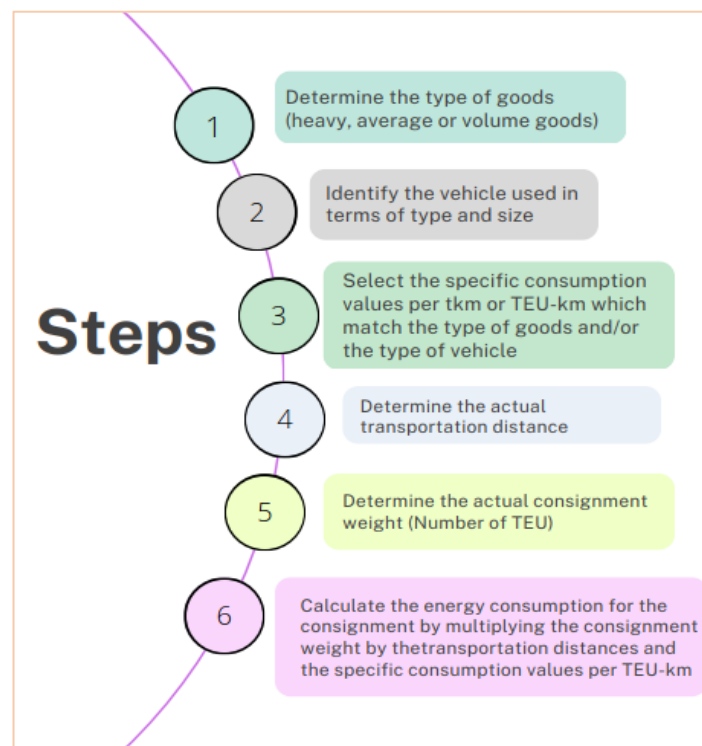 Steps
1
Determine the type of goods
(heavy, average or volume goods)
2
Identify the vehicle used in
terms of type and size
3
Select the specific consumption
values per tkm or TEU-km which
match the type of goods and/or
the type of vehicle
4
Determine the actual
transportation distance
5
Determine the actual consignment
weight (Number of TEU)
6
Calculate the energy consumption for the
consignment by multiplying the consignment
weight by thetransportation distances and
the specific consumption values per TEU-km